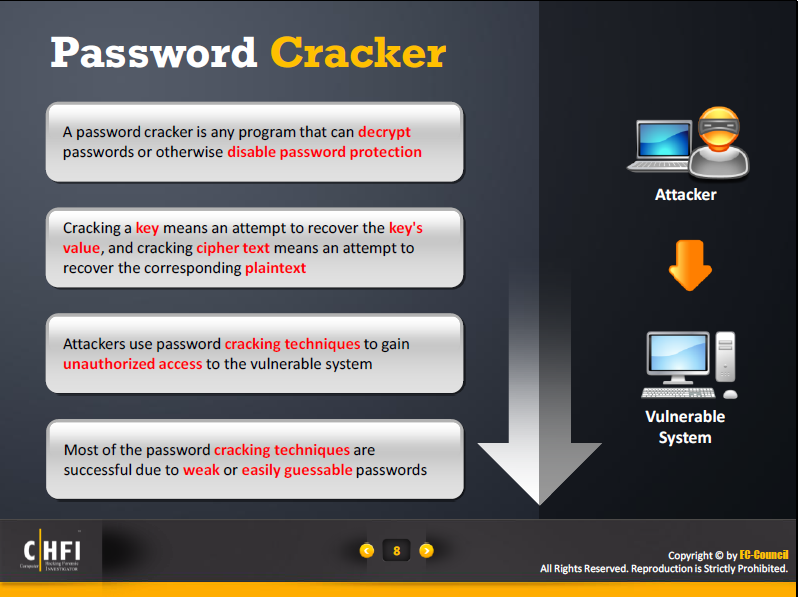 Password Cracker
A password cracker is any program that can decrypt
passwords or otherwise disable password protection
Cracking a key means an attempt to recover the key's
value, and cracking cipher text means an attempt to
recover the corresponding plaintext
Attackers use password cracking techniques to gain
unauthorized access to the vulnerable system
Most of the password cracking techniques are
successful due to weak or easily guessable passwords
Attacker
Vulnerable
System
CHFI
Computer Hacking Forensic
INVESTIGATOR
8
Copyright © by EC-Council
All Rights Reserved. Reproduction is Strictly Prohibited.